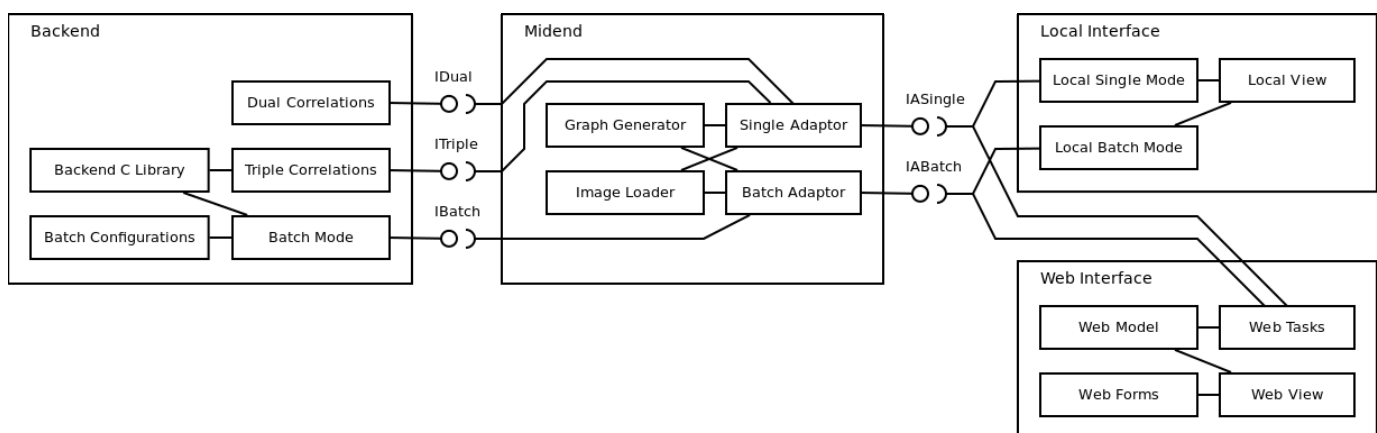 Backend
Dual Correlations
Backend C Library
Triple Correlations
Batch Configurations
Batch Mode
IDual
ITriple
IBatch
Midend
Graph Generator
Single Adaptor
Image Loader
Batch Adaptor
IASingle
IABatch
Local Interface
Local Single Mode
Local View
Local Batch Mode
Web Interface
Web Model
Web Tasks
Web Forms
Web View